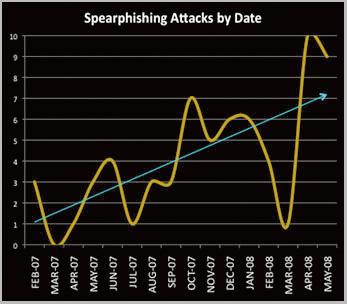 Spearphishing Attacks by Date
10
9
8
7
6
5
4
3
2
1
0
FEB-07
MAR-07
APR-07
MAY-07
JUN-07
JUL-07
AUG-07
SEP-07
OCT-07
NOV-07
DEC-07
JAN-08
FEB-08
MAR-08
APR-08
MAY-08